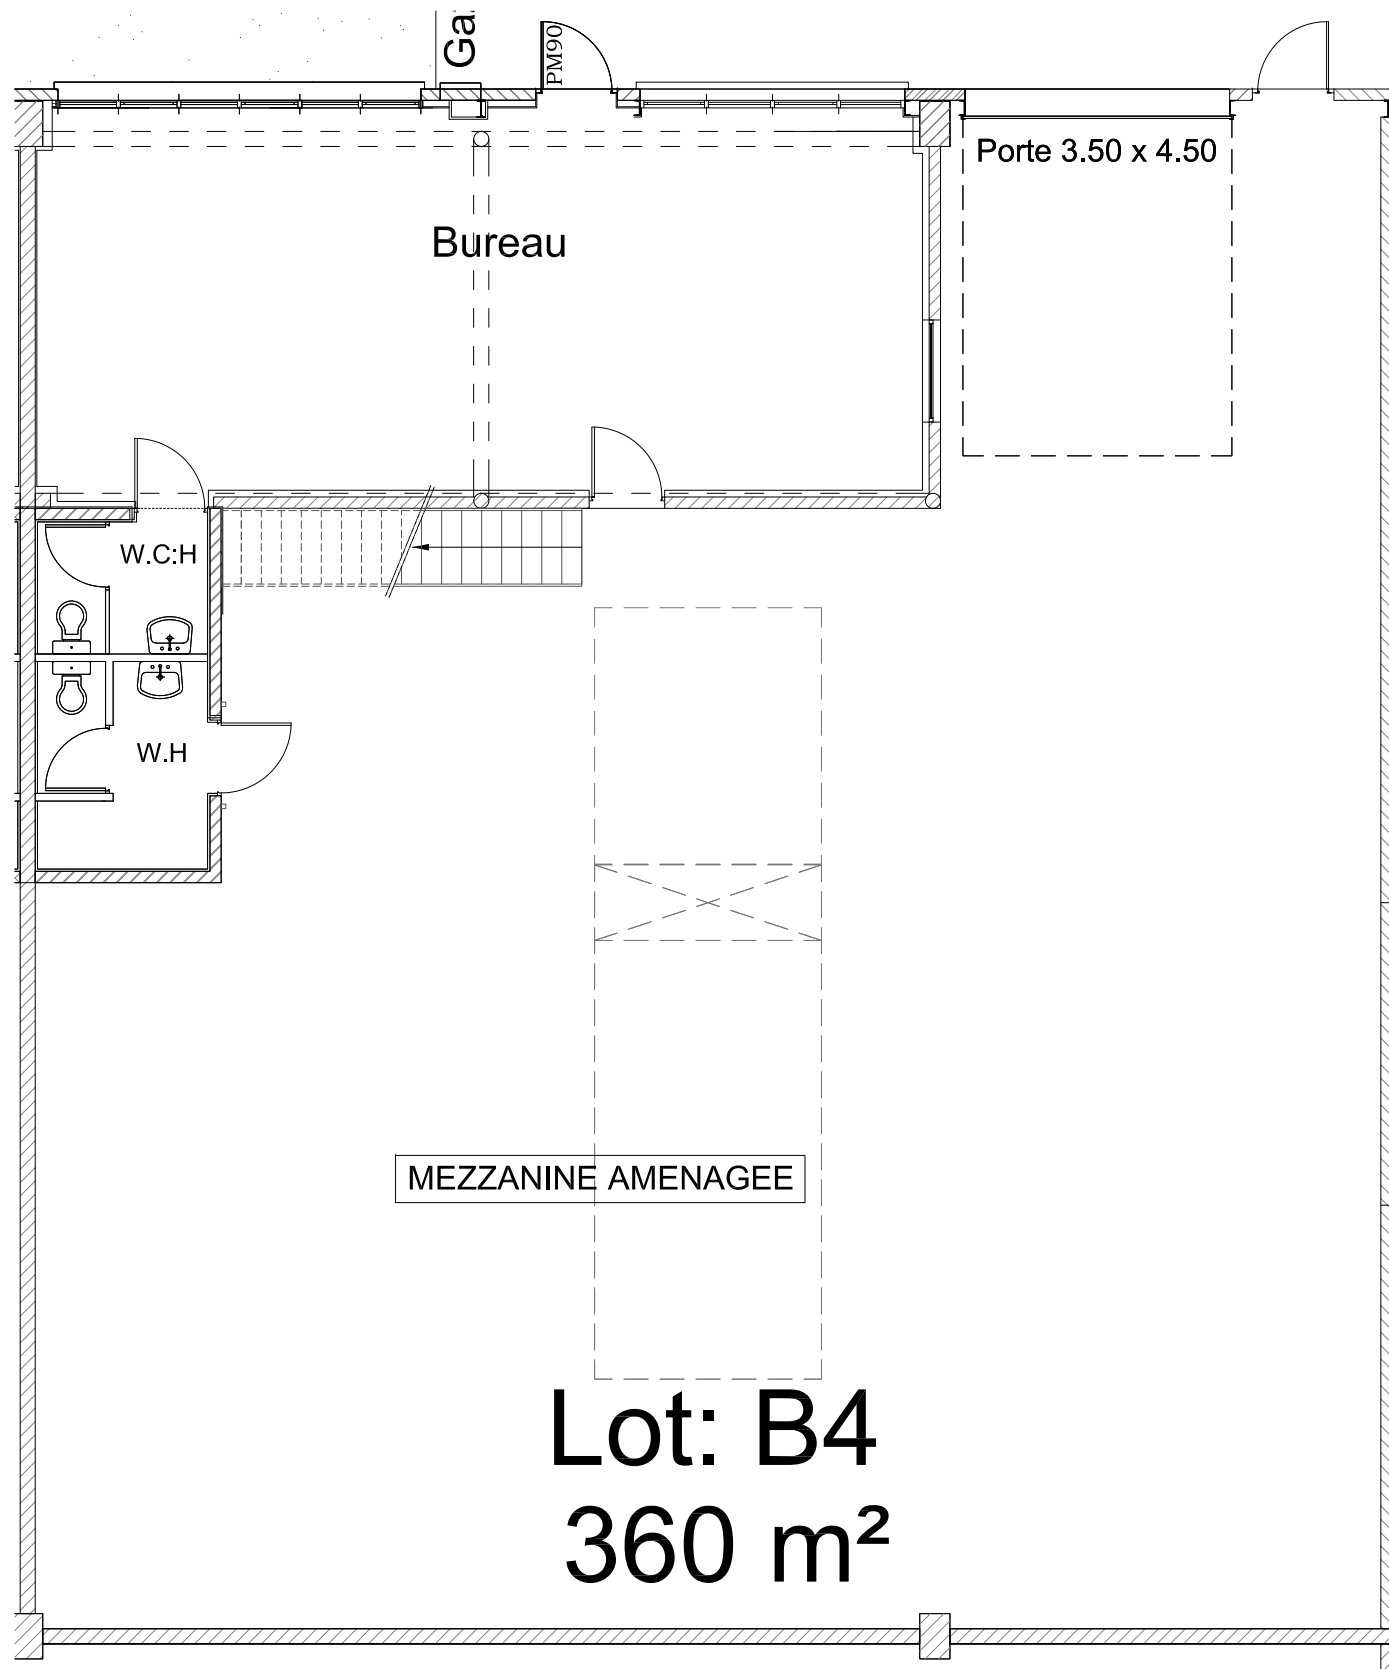 Ga
PM90
Porte 3.50 x 4.50
Bureau
W.C:H
W.H
MEZZANINE AMENAGEE
Lot: B4
360 m²